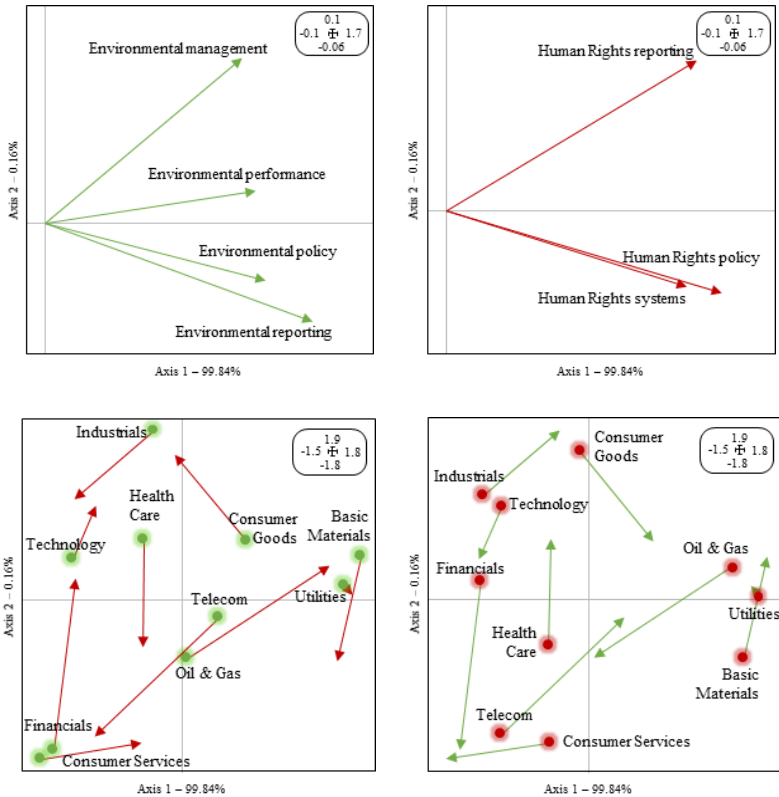 0.1
-0.1 ✠ 1.7
-0.06
Environmental management
Environmental performance
Environmental policy
Environmental reporting
Axis 2 – 0.16%
Axis 1 – 99.84%
0.1
-0.1 ✠ 1.7
-0.06
Human Rights reporting
Human Rights policy
Human Rights systems
Axis 2 – 0.16%
Axis 1 – 99.84%
1.9
-1.5 ✠ 1.8
-1.8
Industrials
Health
Care
Consumer
Goods
Basic
Materials
Technology
Utilities
Telecom
Oil & Gas
Financials
Consumer Services
Axis 2 – 0.16%
Axis 1 – 99.84%
1.9
-1.5 ✠ 1.8
-1.8
Consumer
Goods
Industrials
Technology
Oil & Gas
Financials
Utilities
Health
Care
Basic
Materials
Telecom
Consumer Services
Axis 2 – 0.16%
Axis 1 – 99.84%